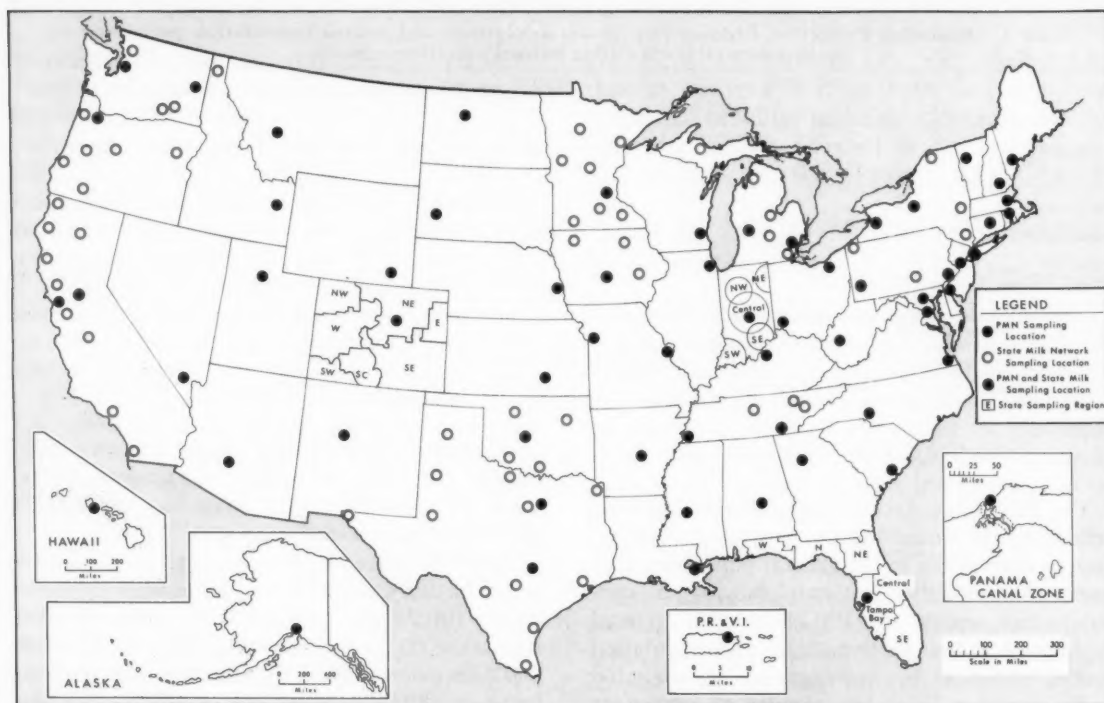 NW
NE
W
E
SW
SC
SE
NW
NE
Central
SE
SW
LEGEND
PMN Sampling
Location
State Milk Network
Sampling Location
PMN and State Milk
Sampling Location
E State Sampling Region
HAWAII
0 100 200
Miles
ALASKA
0 200 400
Miles
P.R. & V.I.
0 5 10
Miles
W
N
NE
Central
Tampa
Bay
SE
0 25 50
Miles
PANAMA
CANAL ZONE
0 100 200 300
Scale in Miles